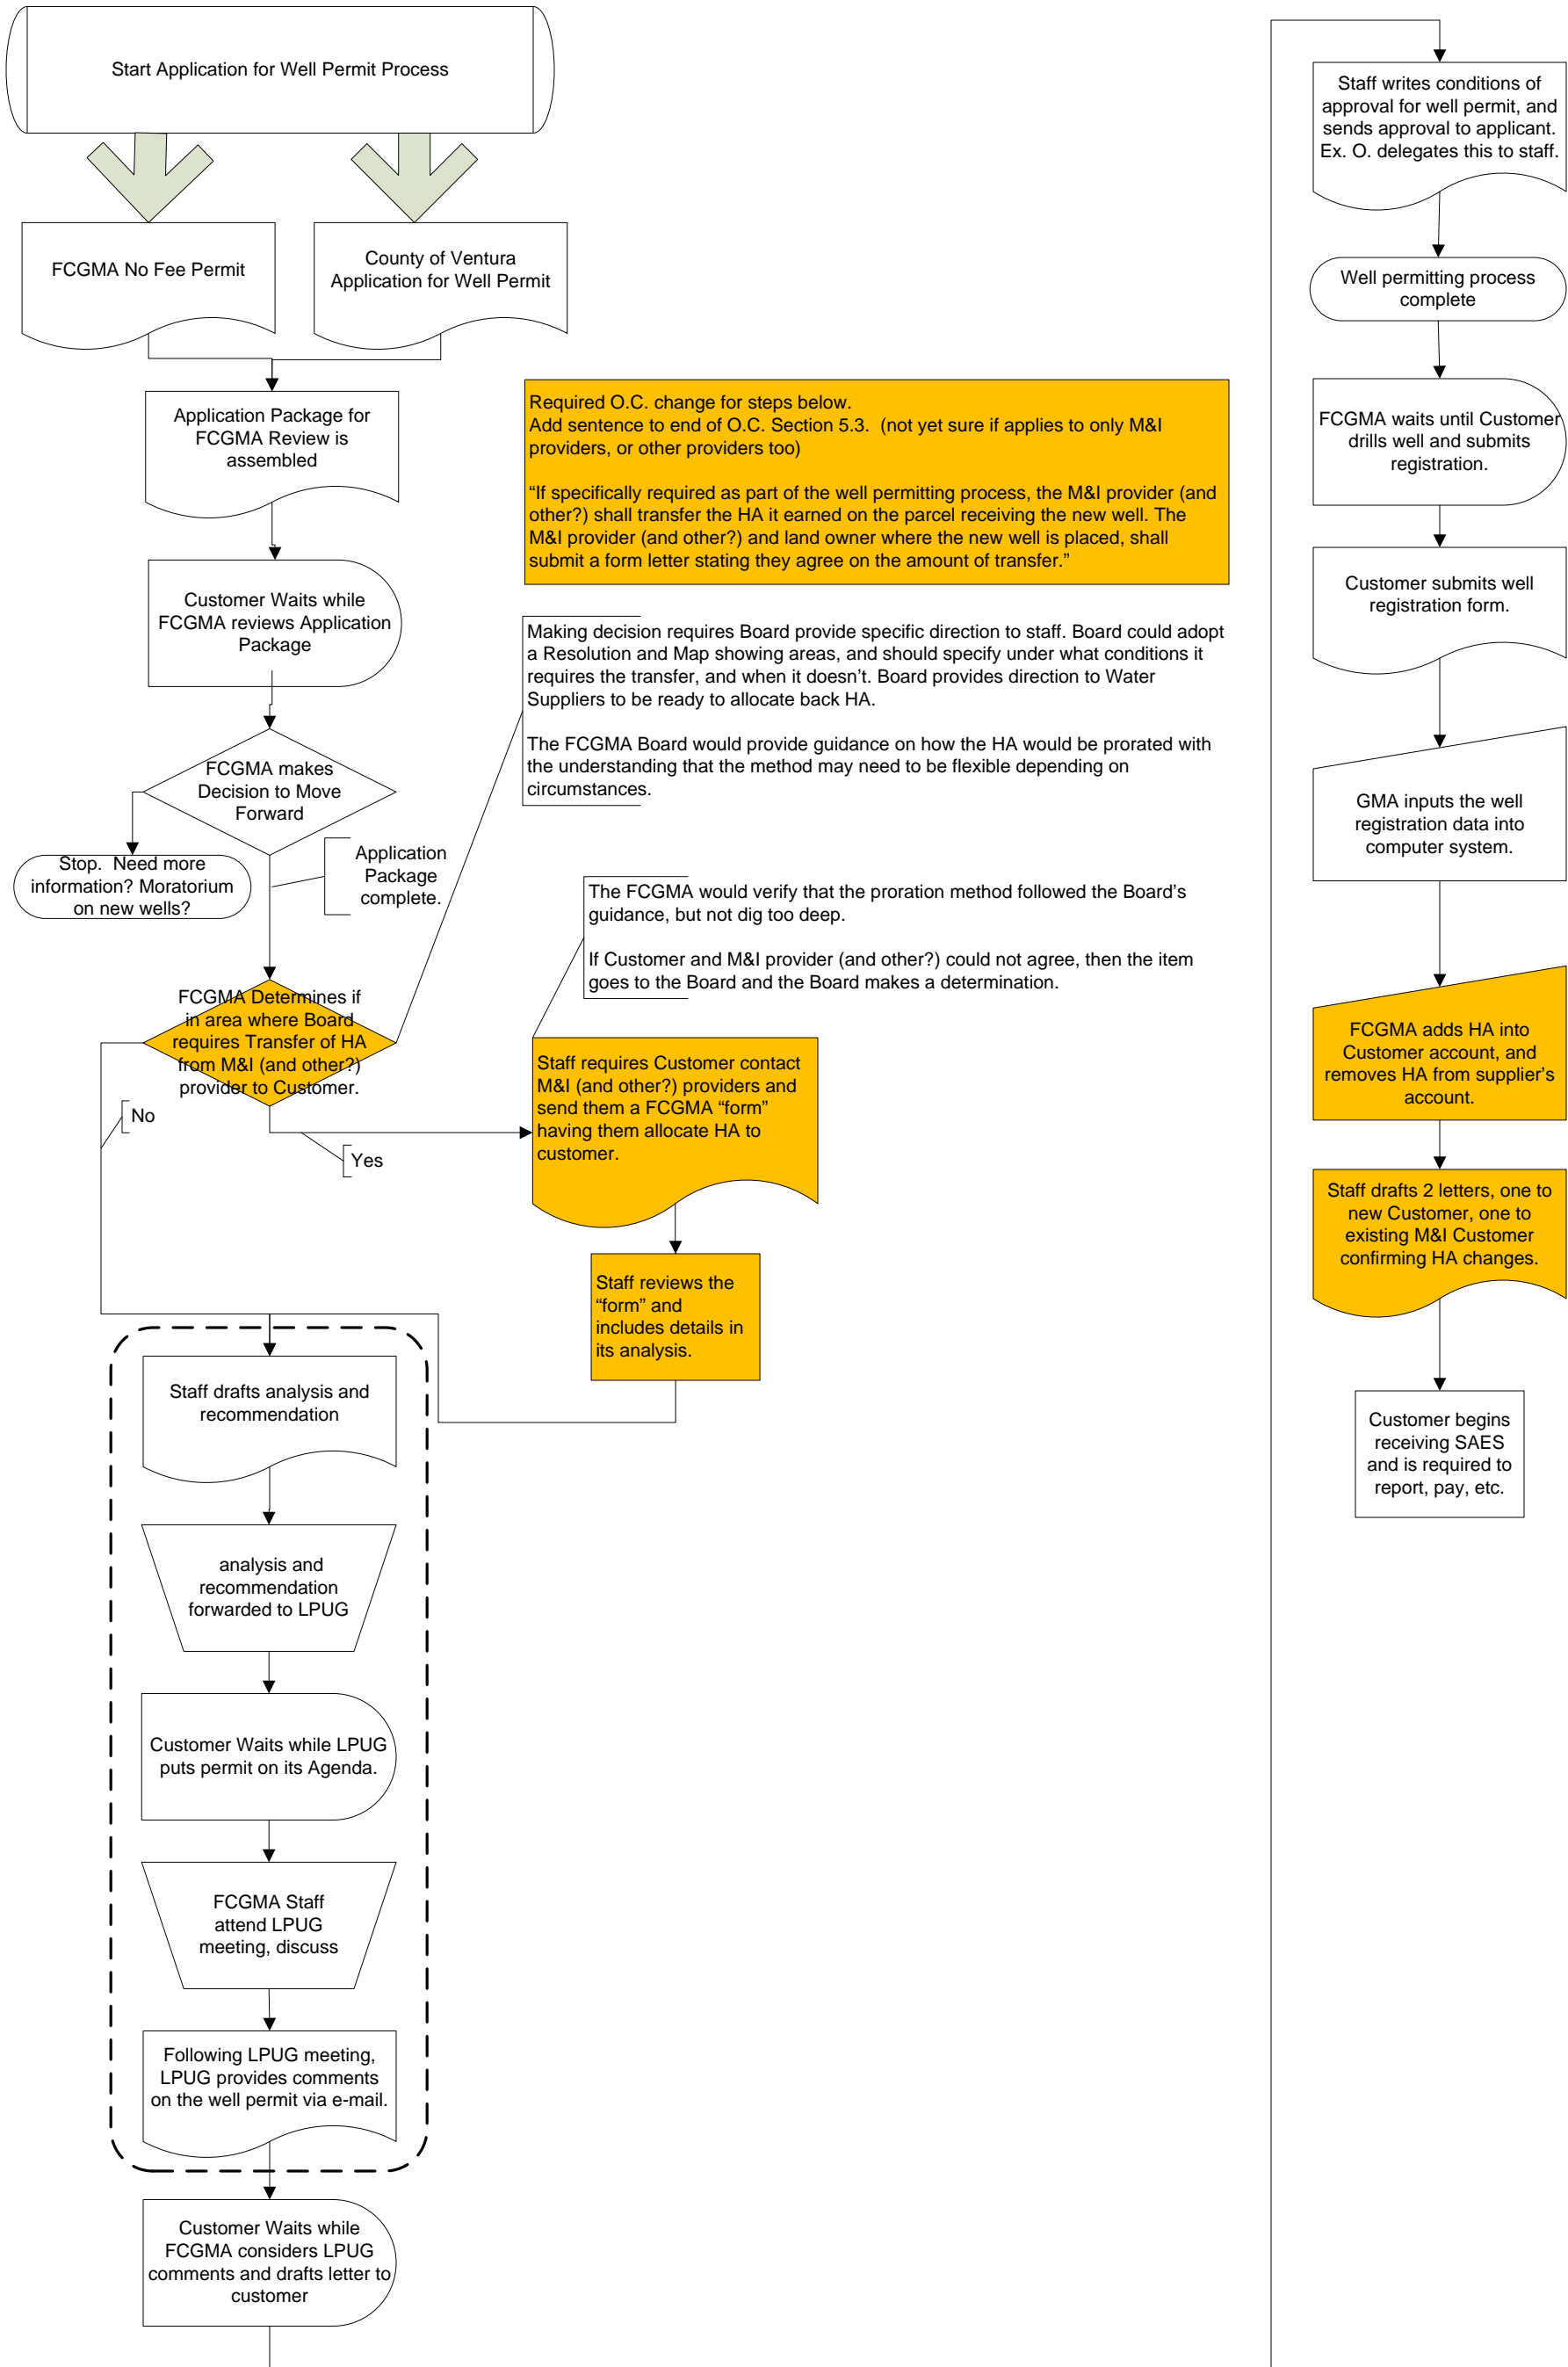 Start Application for Well Permit Process
FCGMA No Fee Permit
County of Ventura
Application for Well Permit
Application Package for
FCGMA Review is
assembled
Required O.C. change for steps below.
Add sentence to end of O.C. Section 5.3.  (not yet sure if applies to only M&I
providers, or other providers too)
“If specifically required as part of the well permitting process, the M&I provider (and
other?) shall transfer the HA it earned on the parcel receiving the new well. The
M&I provider (and other?) and land owner where the new well is placed, shall
submit a form letter stating they agree on the amount of transfer.”
Customer Waits while
FCGMA reviews Application
Package
Making decision requires Board provide specific direction to staff. Board could adopt
a Resolution and Map showing areas, and should specify under what conditions it
requires the transfer, and when it doesn't. Board provides direction to Water
Suppliers to be ready to allocate back HA.
The FCGMA Board would provide guidance on how the HA would be prorated with
the understanding that the method may need to be flexible depending on
circumstances.
FCGMA makes
Decision to Move
Forward
Stop.  Need more
information? Moratorium
on new wells?
Application
Package
complete.
The FCGMA would verify that the proration method followed the Board's
guidance, but not dig too deep.
If Customer and M&I provider (and other?) could not agree, then the item
goes to the Board and the Board makes a determination.
FCGMA Determines if
in area where Board
requires Transfer of HA
from M&I (and other?)
provider to Customer.
No
Yes
Staff requires Customer contact
M&I (and other?) providers and
send them a FCGMA “form”
having them allocate HA to
customer.
Staff reviews the
“form” and
includes details in
its analysis.
Staff drafts analysis and
recommendation
analysis and
recommendation
forwarded to LPUG
Customer Waits while LPUG
puts permit on its Agenda.
FCGMA Staff
attend LPUG
meeting, discuss
Following LPUG meeting,
LPUG provides comments
on the well permit via e-mail.
Customer Waits while
FCGMA considers LPUG
comments and drafts letter to
customer
Staff writes conditions of
approval for well permit, and
sends approval to applicant.
Ex. O. delegates this to staff.
Well permitting process
complete
FCGMA waits until Customer
drills well and submits
registration.
Customer submits well
registration form.
GMA inputs the well
registration data into
computer system.
FCGMA adds HA into
Customer account, and
removes HA from supplier's
account.
Staff drafts 2 letters, one to
new Customer, one to
existing M&I Customer
confirming HA changes.
Customer begins
receiving SAES
and is required to
report, pay, etc.